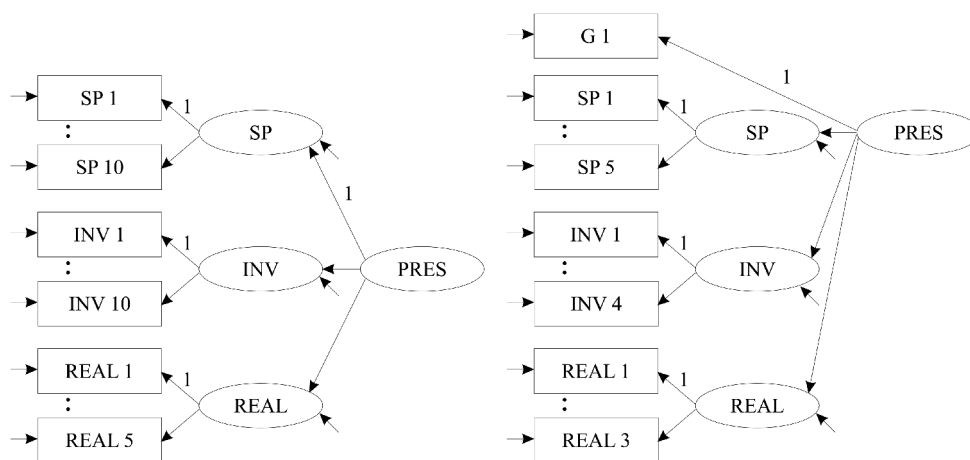 SP 1
1
:
SP
SP 10
1
INV 1
1
:
INV
PRES
INV 10
REAL 1
1
:
REAL
REAL 5
G 1
1
SP 1
1
:
SP
PRES
SP 5
INV 1
1
:
INV
INV 4
REAL 1
1
:
REAL
REAL 3